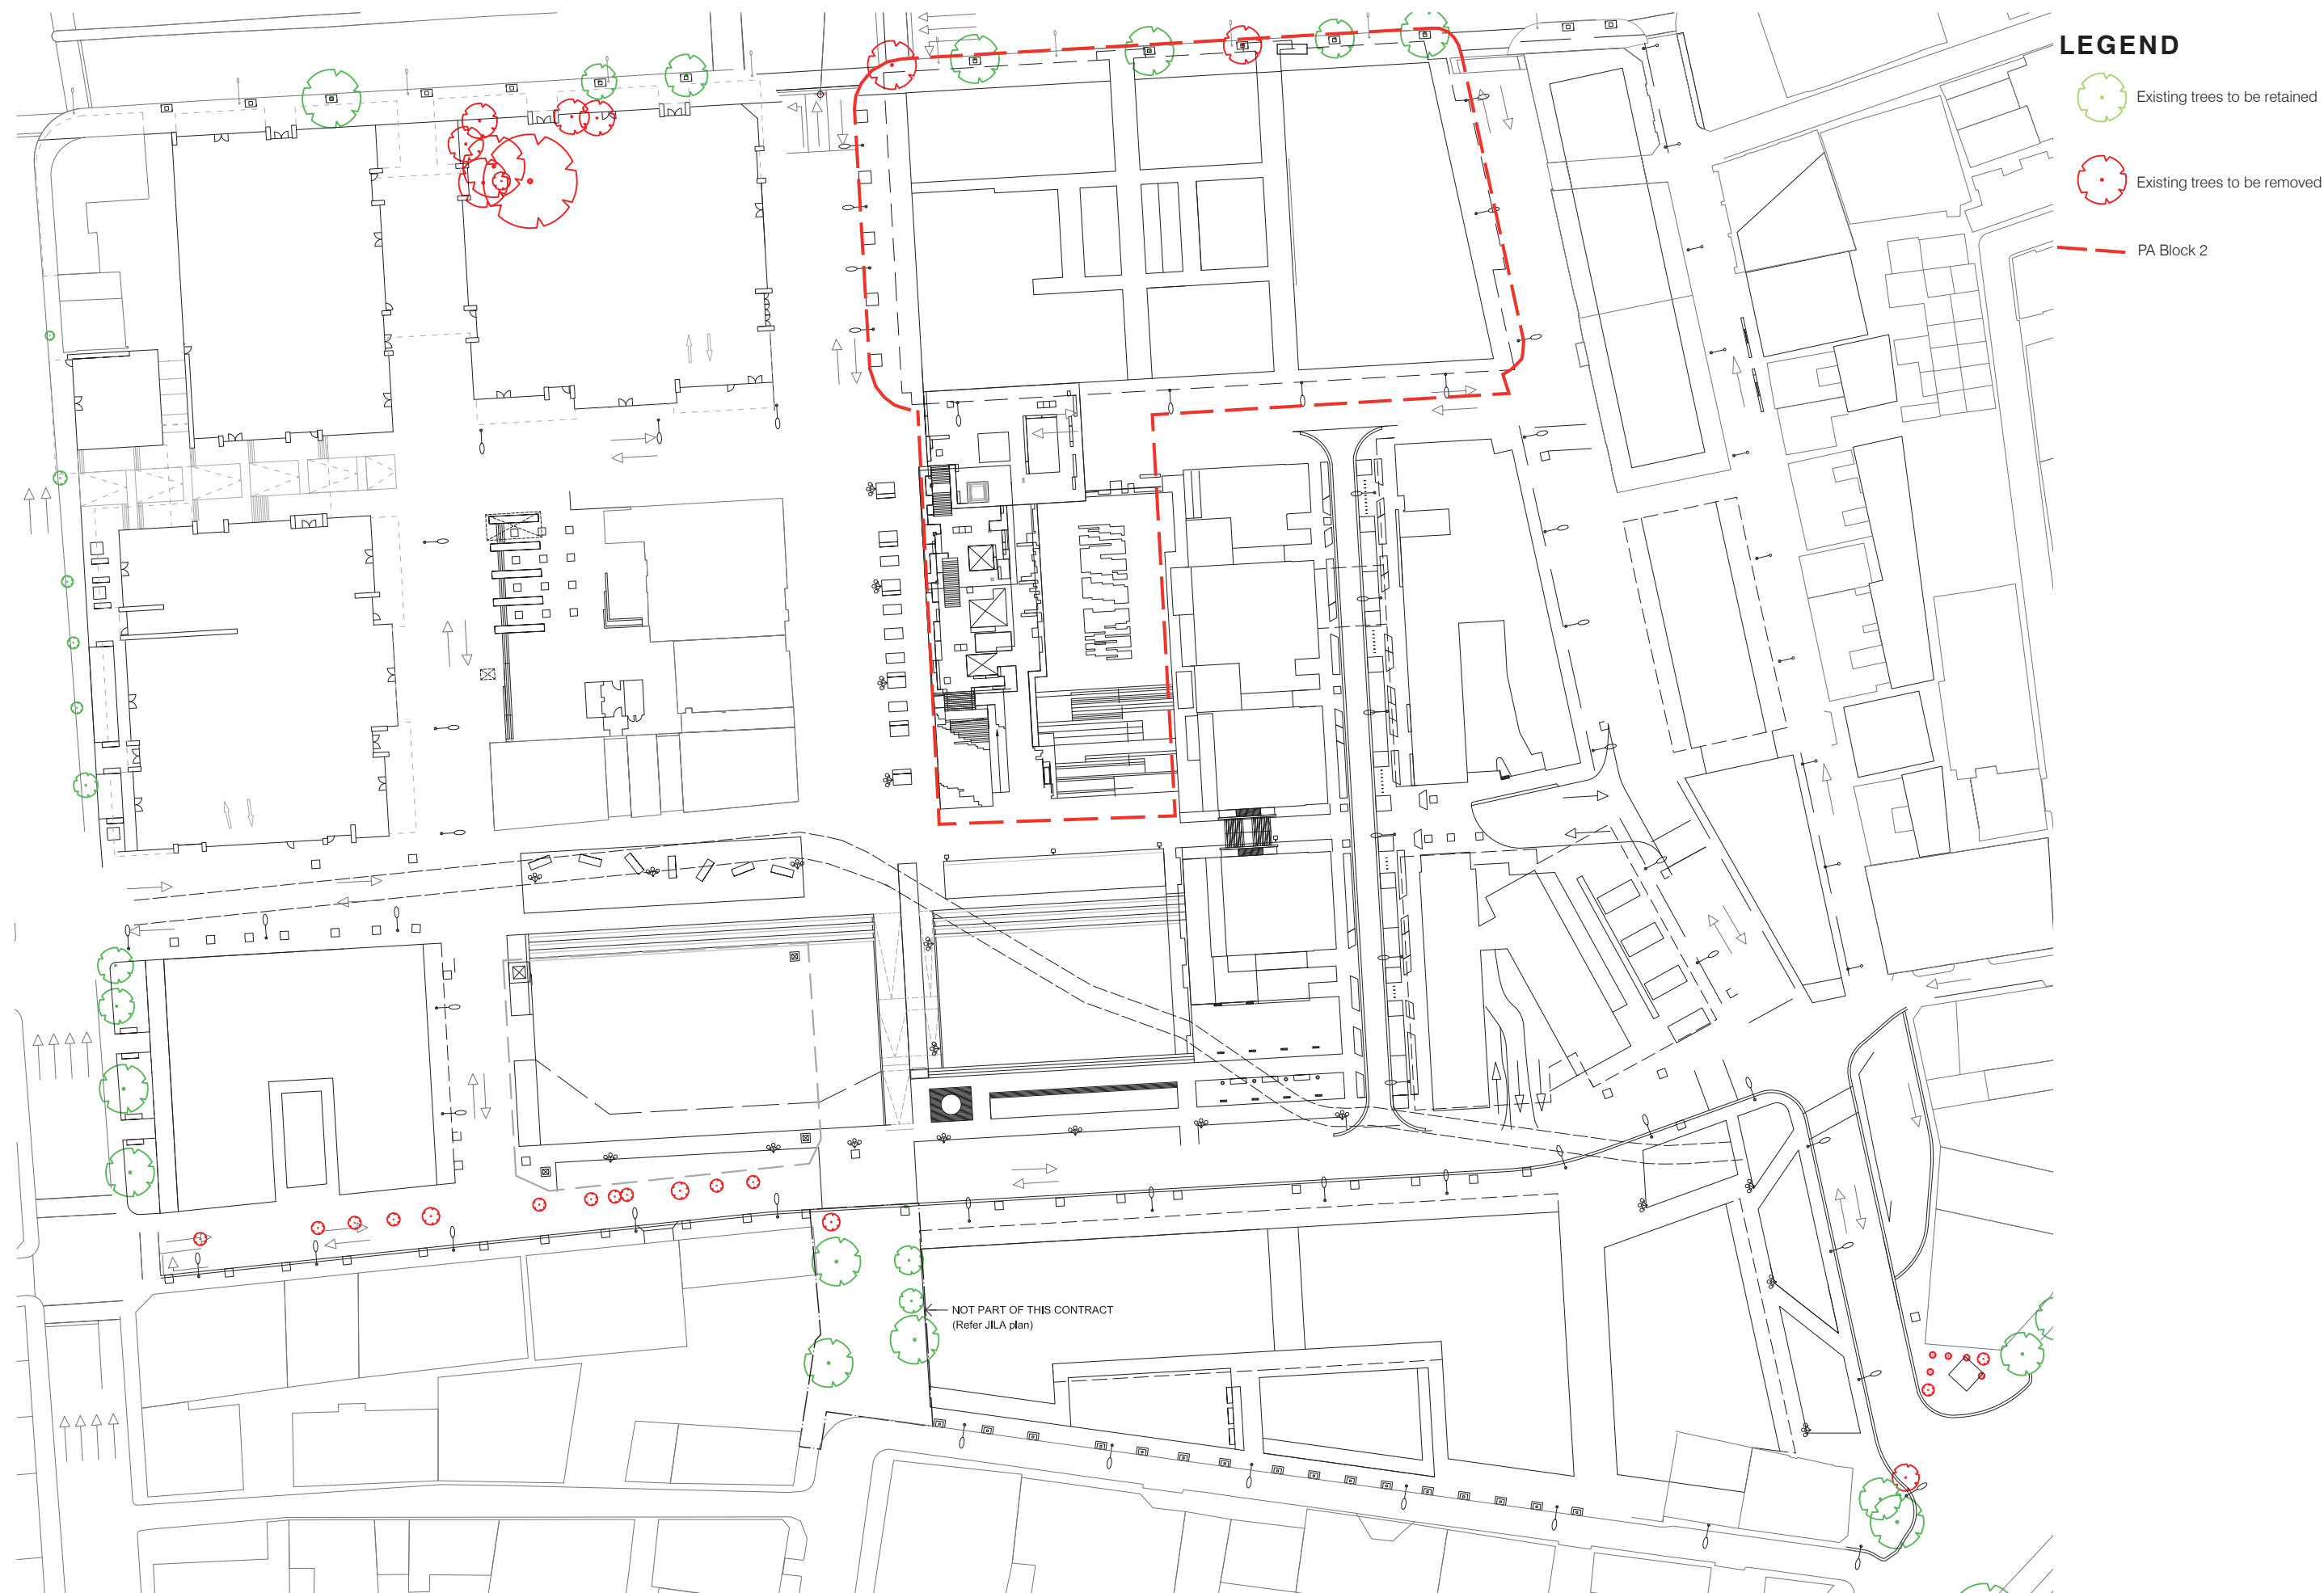 LEGEND
Existing trees to be retained
Existing trees to be removed
PA Block 2
NOT PART OF THIS CONTRACT
(Refer JILA plan)